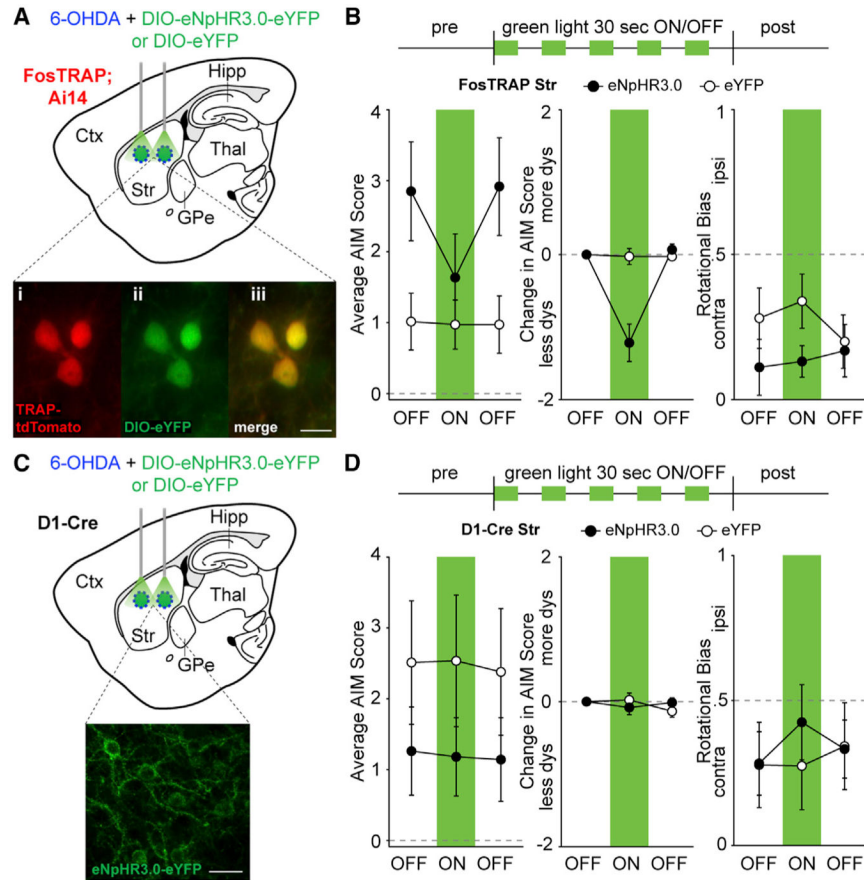 A
6-OHDA + DIO-eNpHR3.0-eYFP
or DIO-eYFP
FosTRAP;
Ai14
Hipp
Ctx
Thal
Str
GPe
i
ii
iii
TRAP-
tdTomato
DIO-eYFP
merge
B
pre
green light 30 sec ON/OFF
post
FosTRAP Str
eNpHR3.0
eYFP
Average AIM Score
4
3
2
1
0
OFF
ON
OFF
Change in AIM Score
less dys
more dys
2
0
-2
OFF
ON
OFF
Rotational Bias
contra
ipsi
1
.5
0
OFF
ON
OFF
C
6-OHDA + DIO-eNpHR3.0-eYFP
or DIO-eYFP
D1-Cre
Hipp
Ctx
Thal
Str
GPe
eNpHR3.0-eYFP
D
pre
green light 30 sec ON/OFF
post
D1-Cre Str
eNpHR3.0
eYFP
Average AIM Score
4
3
2
1
0
OFF
ON
OFF
Change in AIM Score
less dys
more dys
2
0
-2
OFF
ON
OFF
Rotational Bias
contra
ipsi
1
.5
0
OFF
ON
OFF